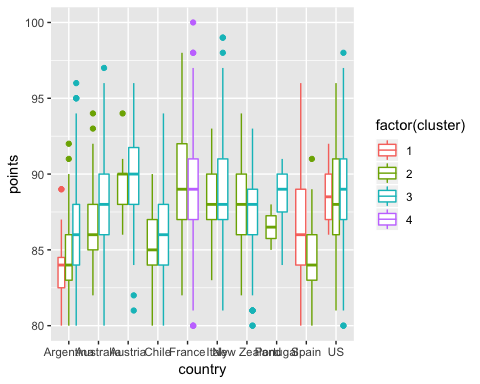 100
95
90
85
80
points
Argentina Australia Austria Chile France Italy New Zealand Portugal Spain US
country
factor(cluster)
1
2
3
4